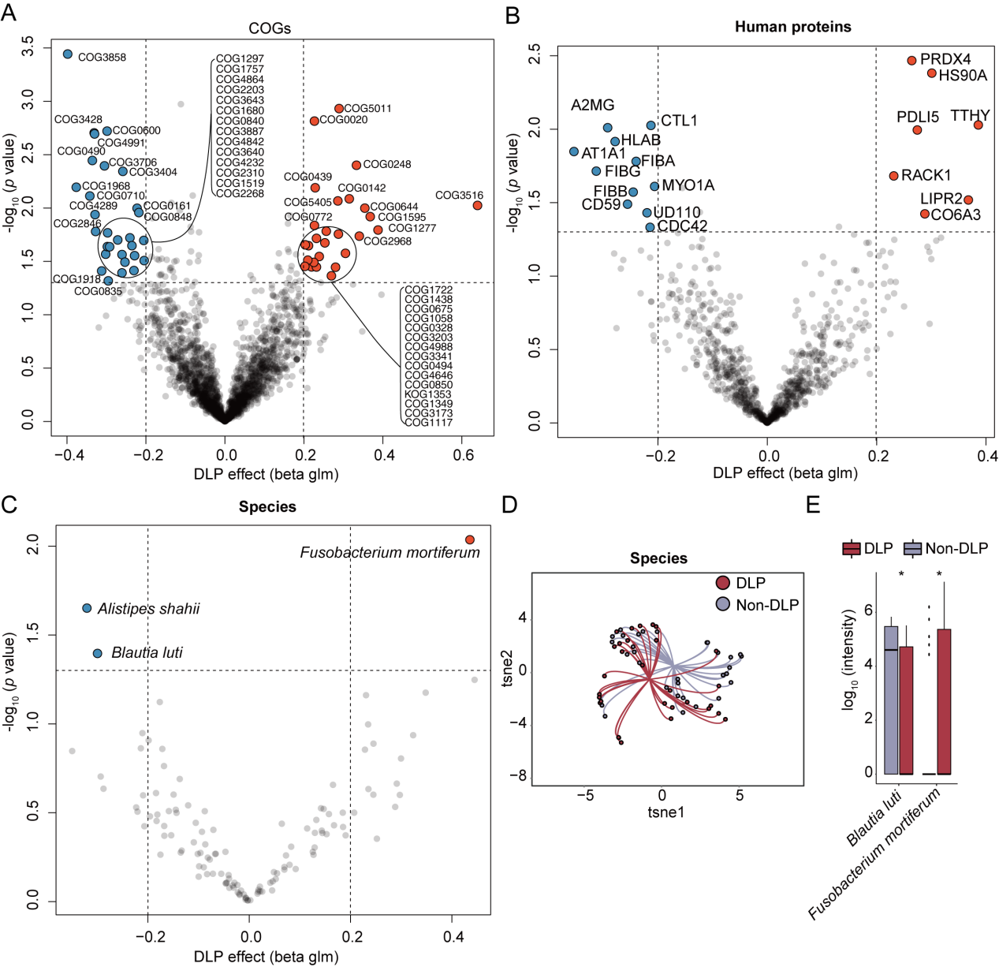 A
COGs
-log10 (p value)
3.5
3.0
2.5
2.0
1.5
1.0
0.5
0.0
COG3858
COG3428
COG0600
COG4991
COG0490
COG3706
COG3404
COG1968
COG0710
COG4289
COG0161
COG0848
COG2846
COG1918
COG0835
COG1297
COG1757
COG4864
COG2203
COG3643
COG1680
COG0840
COG3887
COG4842
COG3640
COG4232
COG2310
COG1519
COG2268
COG5011
COG0020
COG0248
COG0439
COG0142
COG3516
COG5405
COG0644
COG0772
COG1595
COG1277
COG2968
COG1722
COG1438
COG0675
COG1058
COG0328
COG3203
COG4988
COG3341
COG0494
COG4646
COG0850
KOG1353
COG1349
COG3173
COG1117
−0.4
−0.2
0.0
0.2
0.4
0.6
DLP effect (beta glm)
B
Human proteins
-log10 (p value)
2.5
2.0
1.5
1.0
0.5
0.0
PRDX4
HS90A
A2MG
CTL1
PDLI5
TTHY
HLAB
AT1A1
FIBA
FIBG
RACK1
MYO1A
FIBB
LIPR2
CD59
UD110
CO6A3
CDC42
−0.2
0.0
0.2
0.4
DLP effect (beta glm)
C
Species
-log10 (p value)
2.0
1.5
1.0
0.5
0.0
Fusobacterium mortiferum
Alistipes shahii
Blautia luti
−0.2
0.0
0.2
0.4
DLP effect (beta glm)
D
Species
DLP
Non−DLP
tsne2
4
0
−4
−8
−5
0
5
tsne1
E
DLP
Non−DLP
* *
log10 (intensity)
6
4
2
0
Blautia luti
Fusobacterium mortiferum